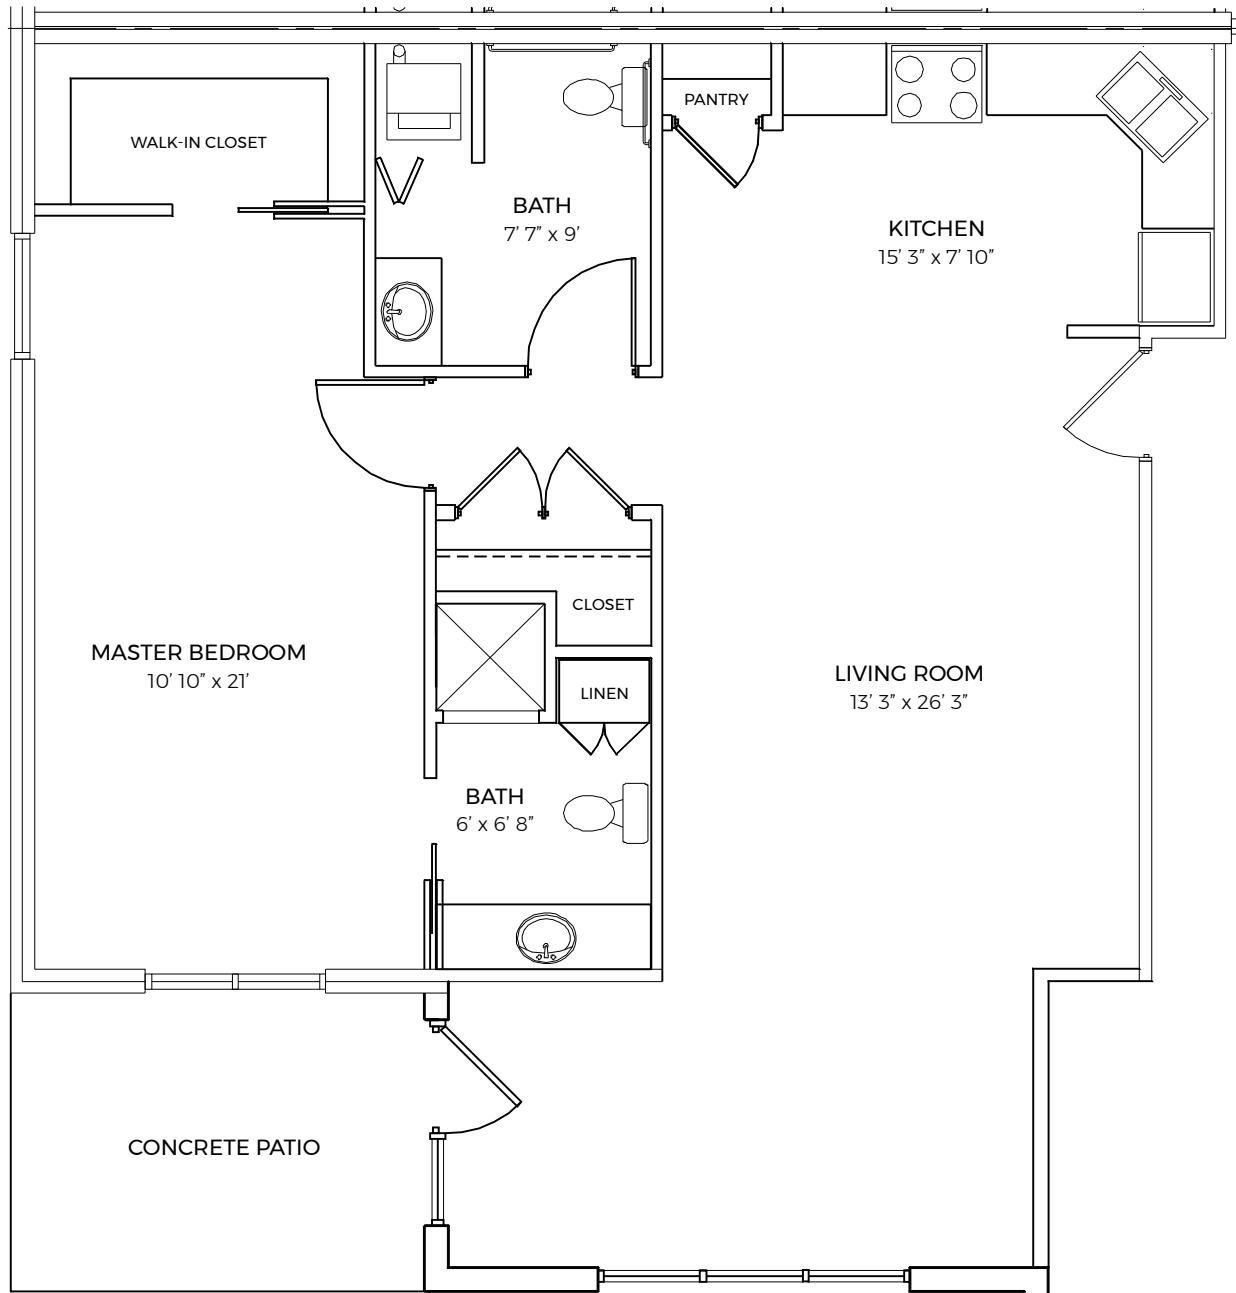 PANTRY
WALK-IN CLOSET
BATH
7’ 7” x 9’
KITCHEN
15’ 3” x 7’ 10”
CLOSET
MASTER BEDROOM
10’ 10” x 21’
LIVING ROOM
13’ 3” x 26’ 3”
LINEN
BATH
6’ x 6’ 8”
CONCRETE PATIO